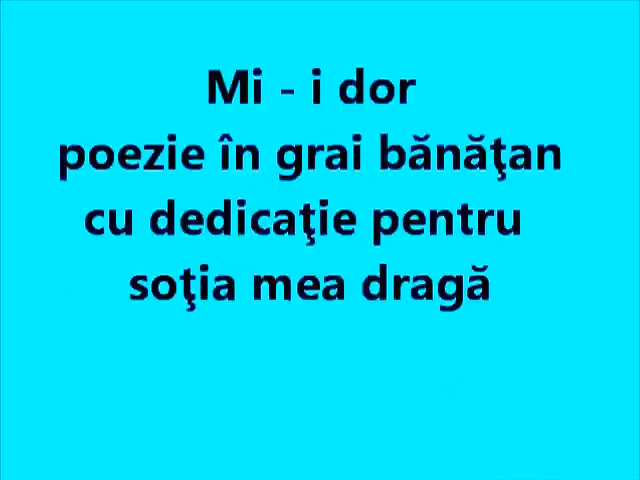 Mi - i dor
poezie în grai bănăţan
cu dedicaţie pentru
soţia mea dragă